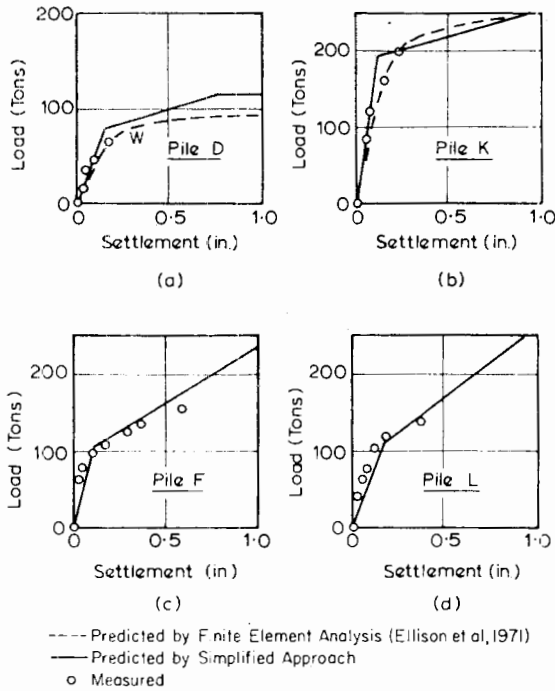 Load (Tons)
200
100
0
W
Pile D
0
0.5
1.0
Settlement (in.)
(a)
Load (Tons)
200
100
0
Pile K
0
0.5
1.0
Settlement (in.)
(b)
Load (Tons)
200
100
0
Pile F
0
0.5
1.0
Settlement (in.)
(c)
Load (Tons)
200
100
0
Pile L
0
0.5
1.0
Settlement (in.)
(d)
---- Predicted by F.nite Element Analysis (Ellison et al, 1971)
—— Predicted by Simplified Approach
o Measured